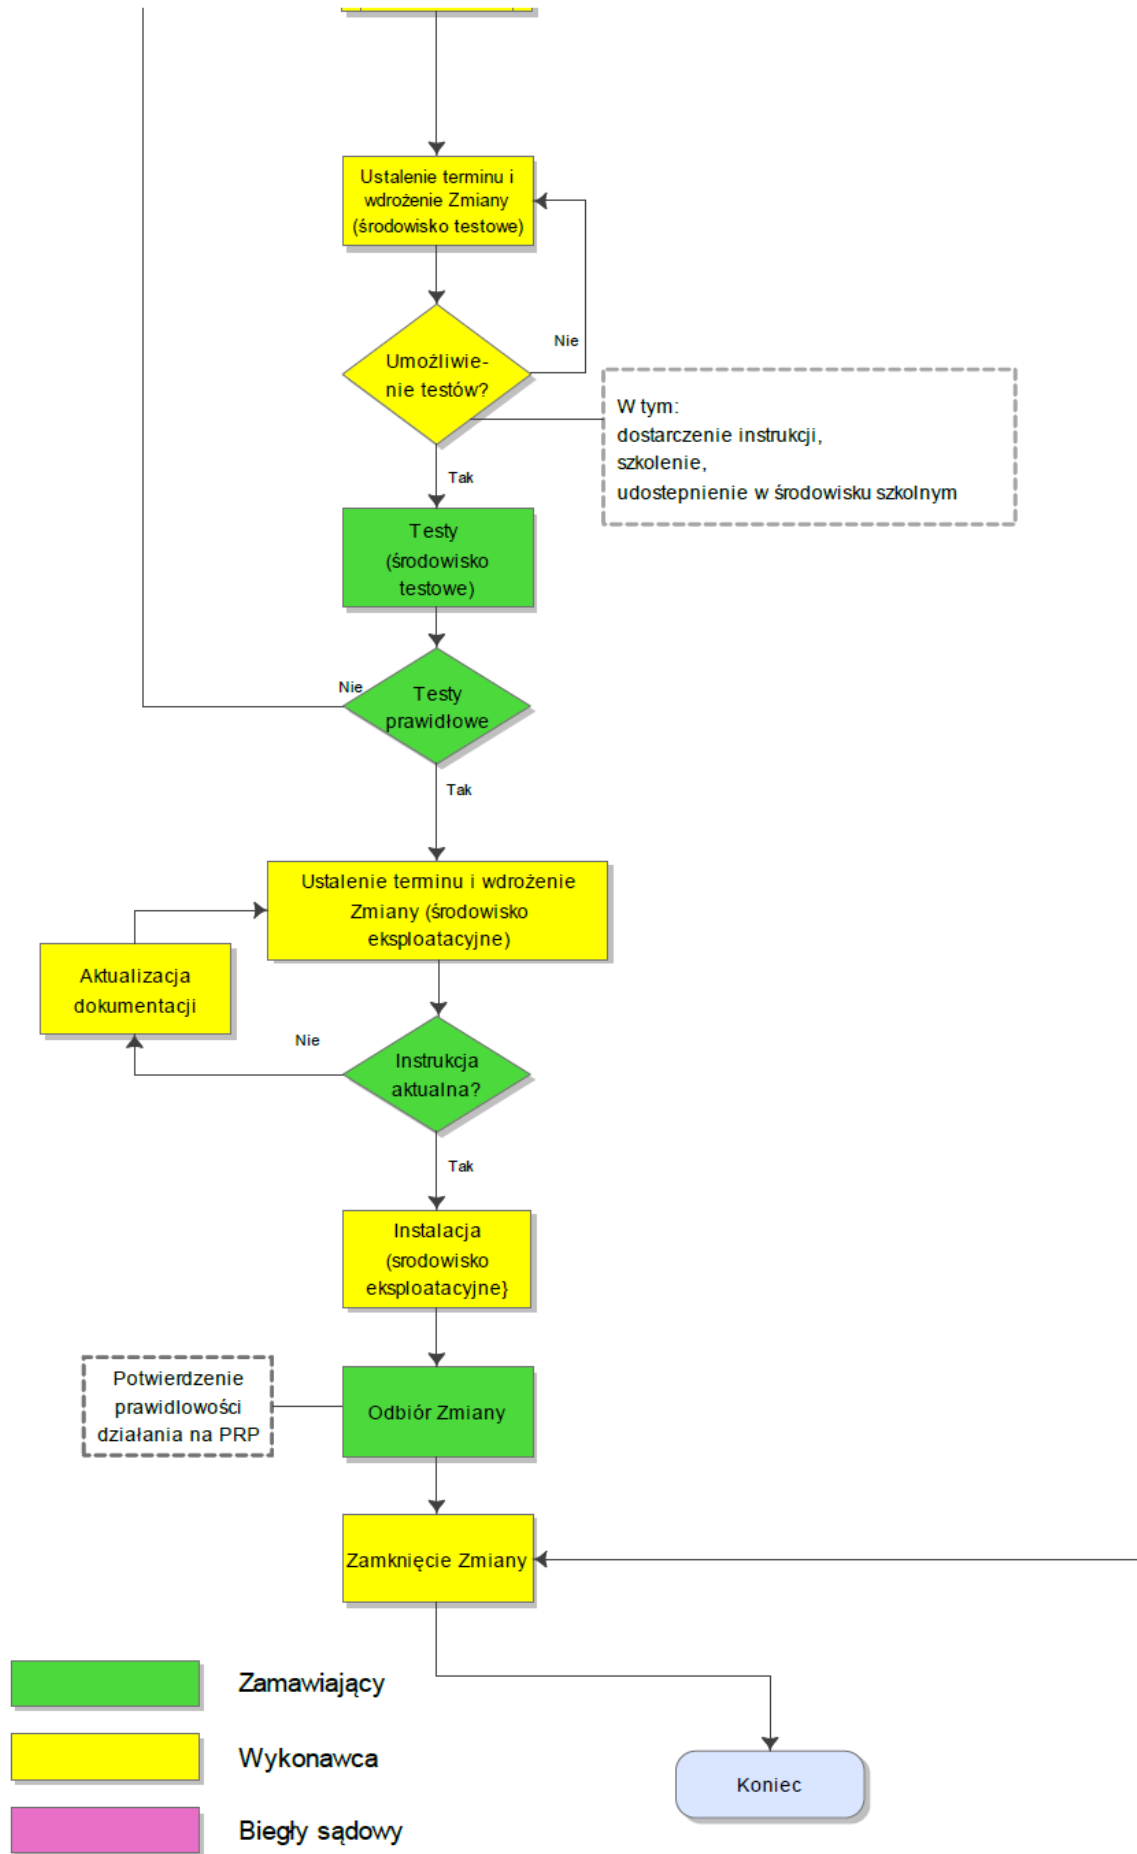 Ustalenie terminu i
wdrożenie Zmiany
(środowisko testowe)
Nie
Umożliwie-
nie testów?
W tym:
dostarczenie instrukcji,
szkolenie,
udostepnienie w środowisku szkolnym
Tak
Testy
(środowisko
testowe)
Nie
Testy
prawidłowe
Tak
Ustalenie terminu i wdrożenie
Zmiany (środowisko
eksploatacyjne)
Aktualizacja
dokumentacji
Nie
Instrukcja
aktualna?
Tak
Instalacja
(srodowisko
eksploatacyjne}
Potwierdzenie
prawidlowości
działania na PRP
Odbiór Zmiany
Zamknięcie Zmiany
Zamawiający
Wykonawca
Koniec
Biegły sądowy